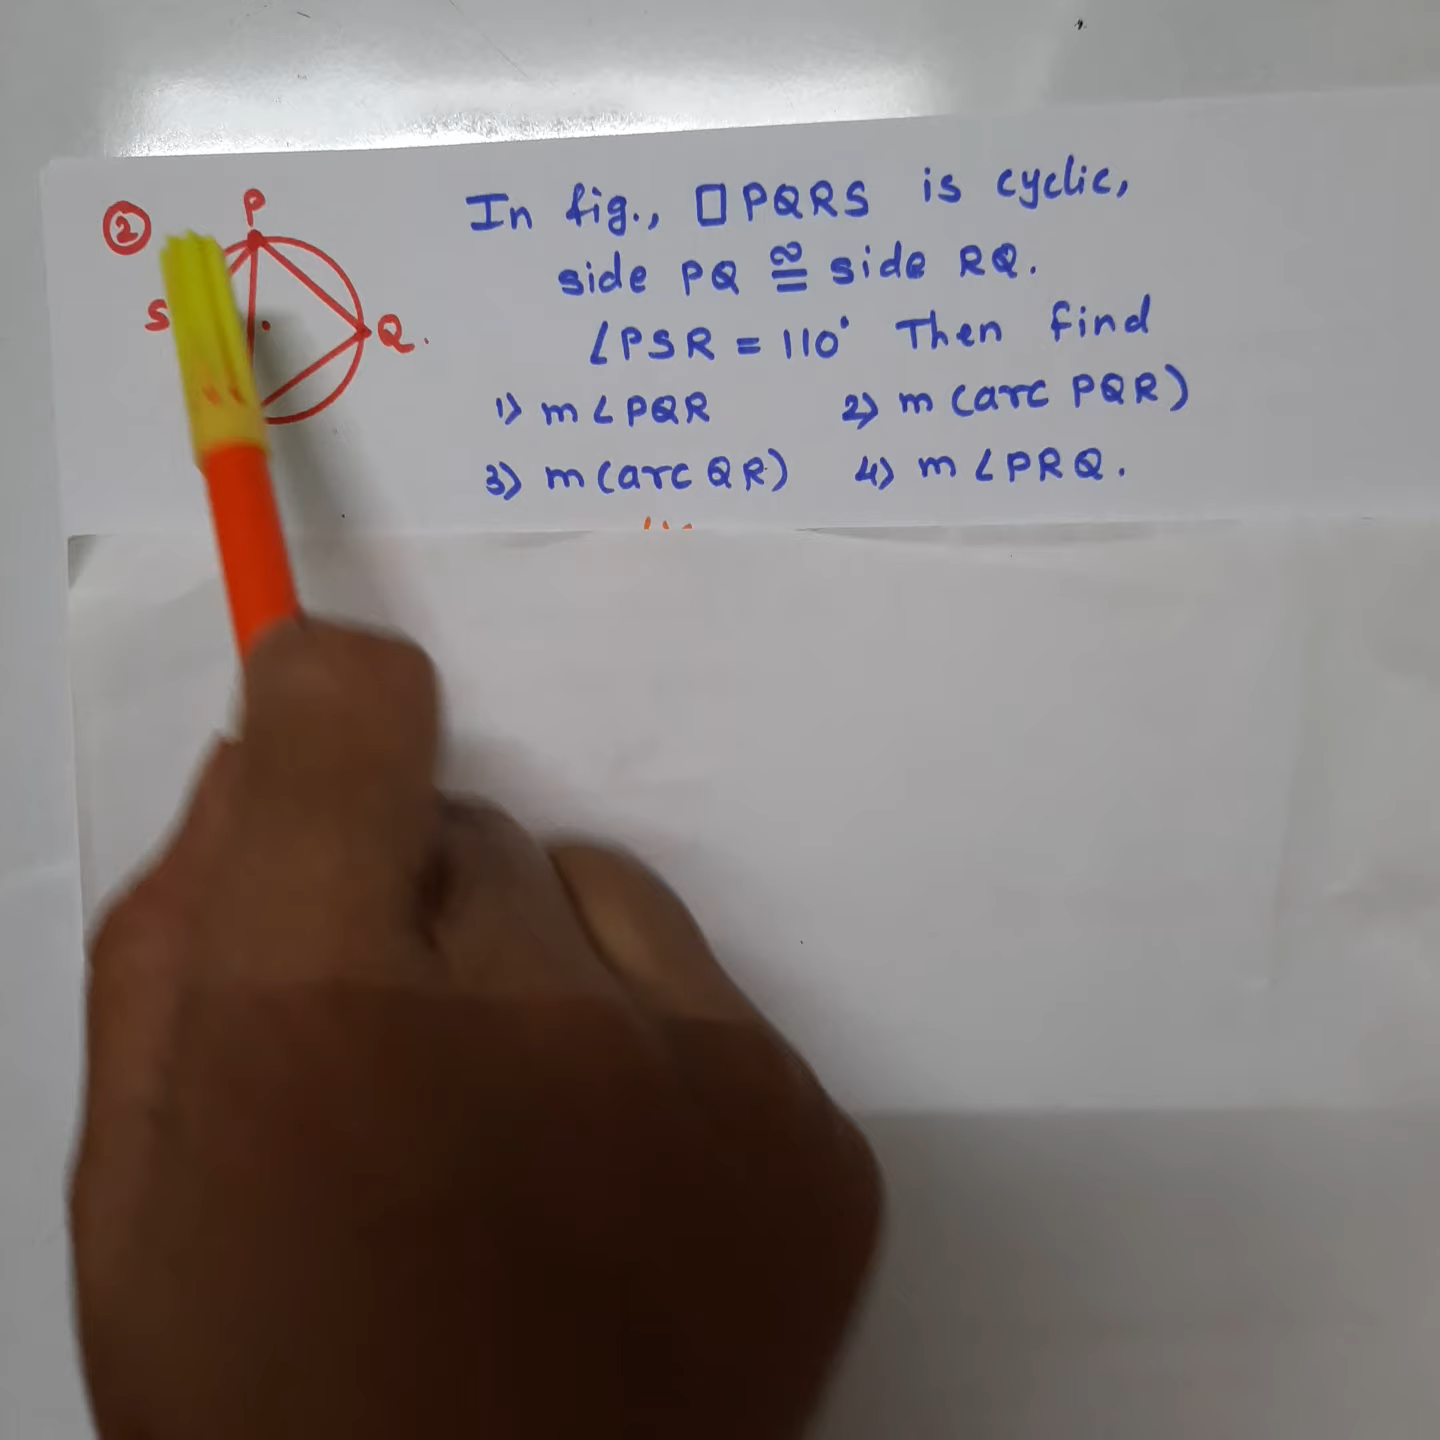 ② P
In fig., □PQRS is cyclic,
side PQ ≅ side RQ.
S Q.
∠PSR = 110° Then find
1) m∠PQR 2) m(arc PQR)
3) m(arc QR) 4) m∠PRQ.